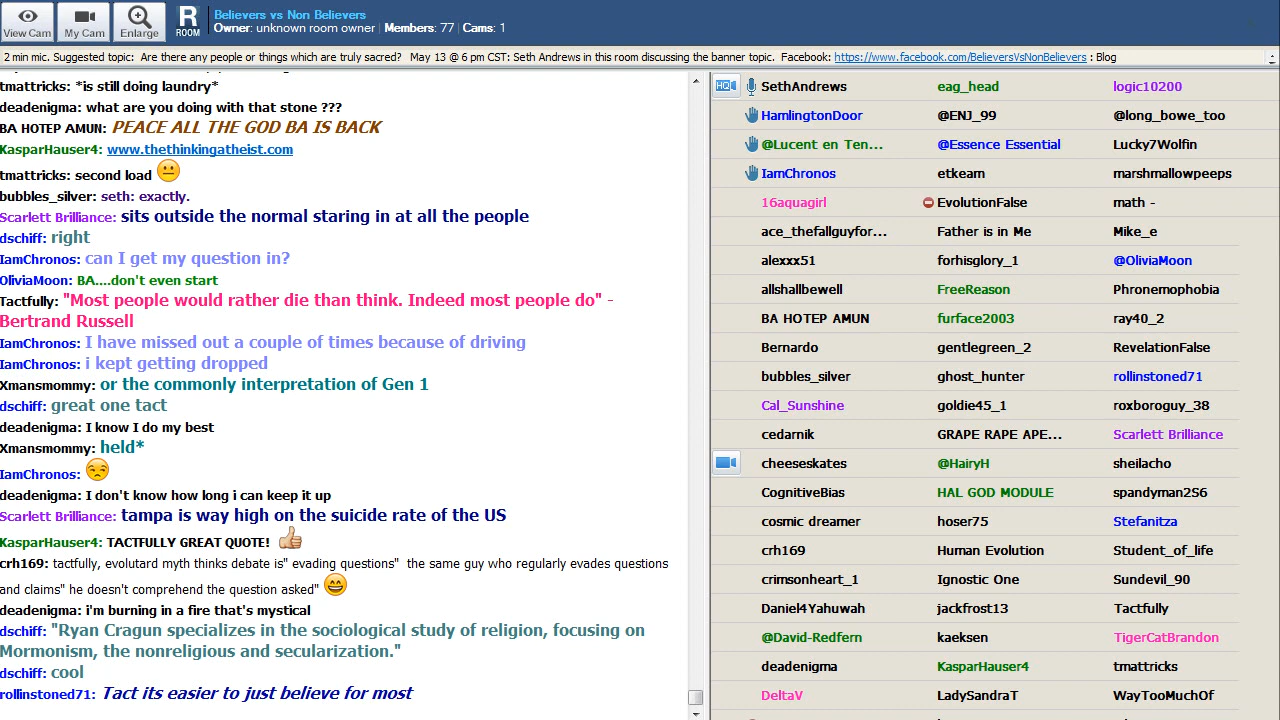 View Cam
My Cam
Enlarge
R
ROOM
Believers vs Non Believers
Owner: unknown room owner | Members: 77 | Cams: 1
2 min mic. Suggested topic: Are there any people or things which are truly sacred? May 13 @ 6 pm CST: Seth Andrews in this room discussing the banner topic. Facebook: https://www.facebook.com/BelieversVsNonBelievers : Blog
tmattricks: *is still doing laundry*
deadenigma: what are you doing with that stone ???
BA HOTEP AMUN: PEACE ALL THE GOD BA IS BACK
KasparHauser4: www.thethinkingatheist.com
tmattricks: second load
bubbles_silver: seth: exactly.
Scarlett Brilliance: sits outside the normal staring in at all the people
dschiff: right
IamChronos: can I get my question in?
OliviaMoon: BA....don't even start
Tactfully: "Most people would rather die than think. Indeed most people do" -
Bertrand Russell
IamChronos: I have missed out a couple of times because of driving
IamChronos: i kept getting dropped
Xmansmommy: or the commonly interpretation of Gen 1
dschiff: great one tact
deadenigma: I know I do my best
Xmansmommy: held*
IamChronos:
deadenigma: I don't know how long i can keep it up
Scarlett Brilliance: tampa is way high on the suicide rate of the US
KasparHauser4: TACTFULLY GREAT QUOTE!
crh169: tactfully, evolutard myth thinks debate is" evading questions" the same guy who regularly evades questions
and claims" he doesn't comprehend the question asked"
deadenigma: i'm burning in a fire that's mystical
dschiff: "Ryan Cragun specializes in the sociological study of religion, focusing on
Mormonism, the nonreligious and secularization."
dschiff: cool
rollinstoned71: Tact its easier to just believe for most
HQ SethAndrews eag_head logic10200
HamlingtonDoor @ENJ_99 @long_bowe_too
@Lucent en Ten... @Essence Essential Lucky7Wolfin
IamChronos etkeam marshmallowpeeps
16aquagirl EvolutionFalse math -
ace_thefallguyfor... Father is in Me Mike_e
alexxx51 forhisglory_1 @OliviaMoon
allshallbewell FreeReason Phronemophobia
BA HOTEP AMUN furface2003 ray40_2
Bernardo gentlegreen_2 RevelationFalse
bubbles_silver ghost_hunter rollinstoned71
Cal_Sunshine goldie45_1 roxboroguy_38
cedarnik GRAPE RAPE APE... Scarlett Brilliance
cheeseskates @HairyH sheilacho
CognitiveBias HAL GOD MODULE spandyman2S6
cosmic dreamer hoser75 Stefanitza
crh169 Human Evolution Student_of_life
crimsonheart_1 Ignostic One Sundevil_90
Daniel4Yahuwah jackfrost13 Tactfully
@David-Redfern kaeksen TigerCatBrandon
deadenigma KasparHauser4 tmattricks
DeltaV LadySandraT WayTooMuchOf